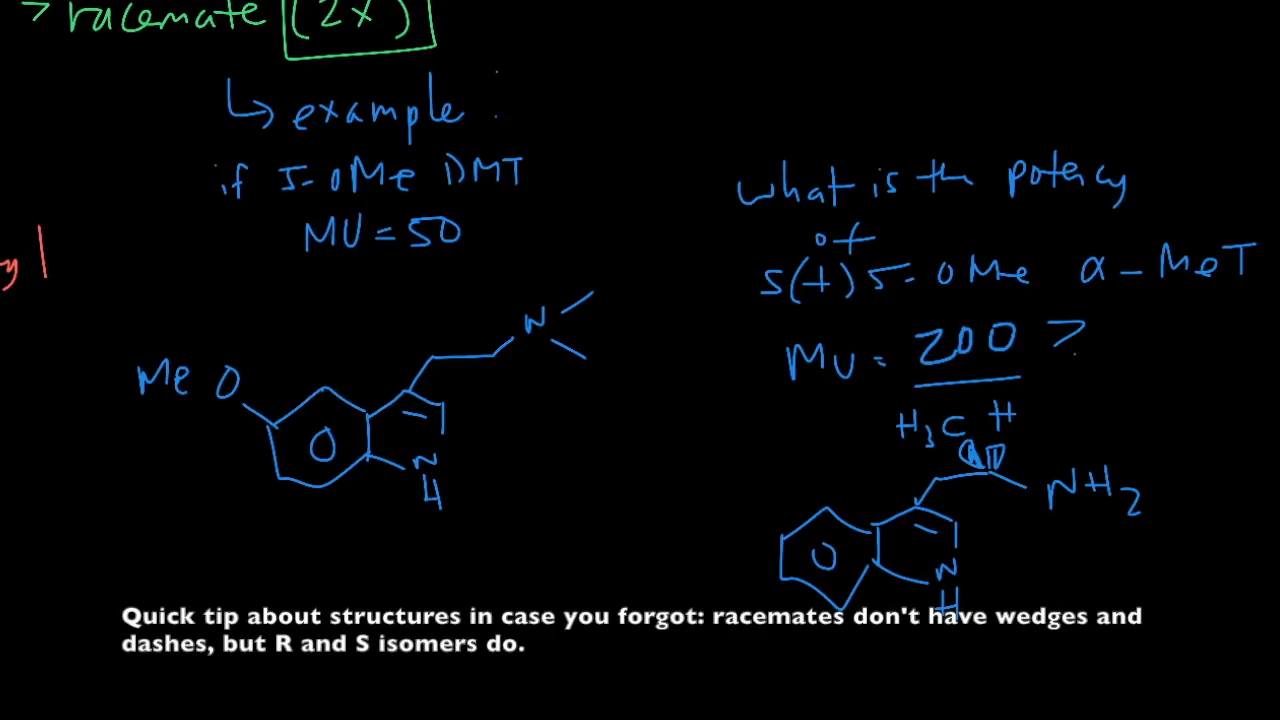 > racemate (2x)
↳ example :
if 5-OMe DMT
MU = 50
y |
what is the potency
of
S(+) 5-OMe α-MeT
MU = 200 >
N
Me O
N
H
H3C H
NH2
N
H
Quick tip about structures in case you forgot: racemates don't have wedges and
dashes, but R and S isomers do.